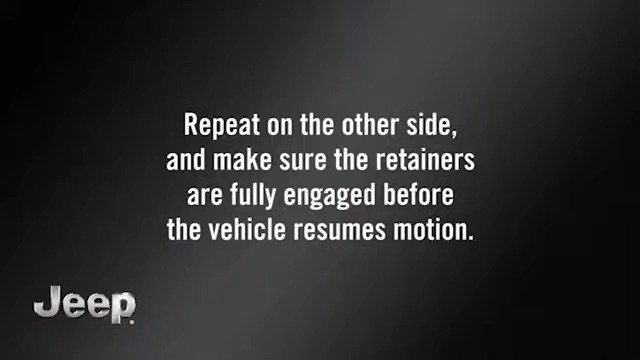 Repeat on the other side,
and make sure the retainers
are fully engaged before
the vehicle resumes motion.
Jeep